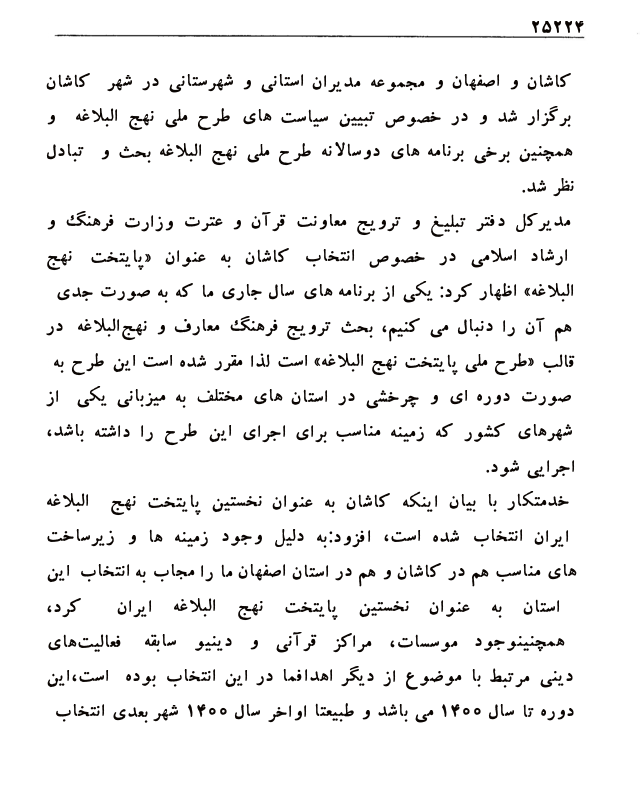 ۲۵۲۲۴
کاشان و اصفهان و مجموعه مدیران استانی و شهرستانی در شهر کاشان
برگزار شد و در خصوص تبیین سیاست های طرح ملی نهج البلاغه و
همچنین برخی برنامه های دوسالانه طرح ملی نهج البلاغه بحث و تبادل
نظر شد.
مدیرکل دفتر تبلیغ و ترویج معاونت قرآن و عترت وزارت فرهنگ و
ارشاد اسلامی در خصوص انتخاب کاشان به عنوان «پایتخت نهج
البلاغه» اظهار کرد: یکی از برنامه های سال جاری ما که به صورت جدی
هم آن را دنبال می کنیم، بحث ترویج فرهنگ معارف و نهج‌البلاغه در
قالب «طرح ملی پایتخت نهج البلاغه» است لذا مقرر شده است این طرح به
صورت دوره ای و چرخشی در استان های مختلف به میزبانی یکی از
شهرهای کشور که زمینه مناسب برای اجرای این طرح را داشته باشد،
اجرایی شود.
خدمتکار با بیان اینکه کاشان به عنوان نخستین پایتخت نهج البلاغه
ایران انتخاب شده است، افزود:به دلیل وجود زمینه ها و زیرساخت
های مناسب هم در کاشان و هم در استان اصفهان ما را مجاب به انتخاب این
استان به عنوان نخستین پایتخت نهج البلاغه ایران کرد،
همچنینوجود موسسات، مراکز قرآنی و دینیو سابقه فعالیت‌های
دینی مرتبط با موضوع از دیگر اهدافما در این انتخاب بوده است،این
دوره تا سال ۱۴۰۰ می باشد و طبیعتا اواخر سال ۱۴۰۰ شهر بعدی انتخاب